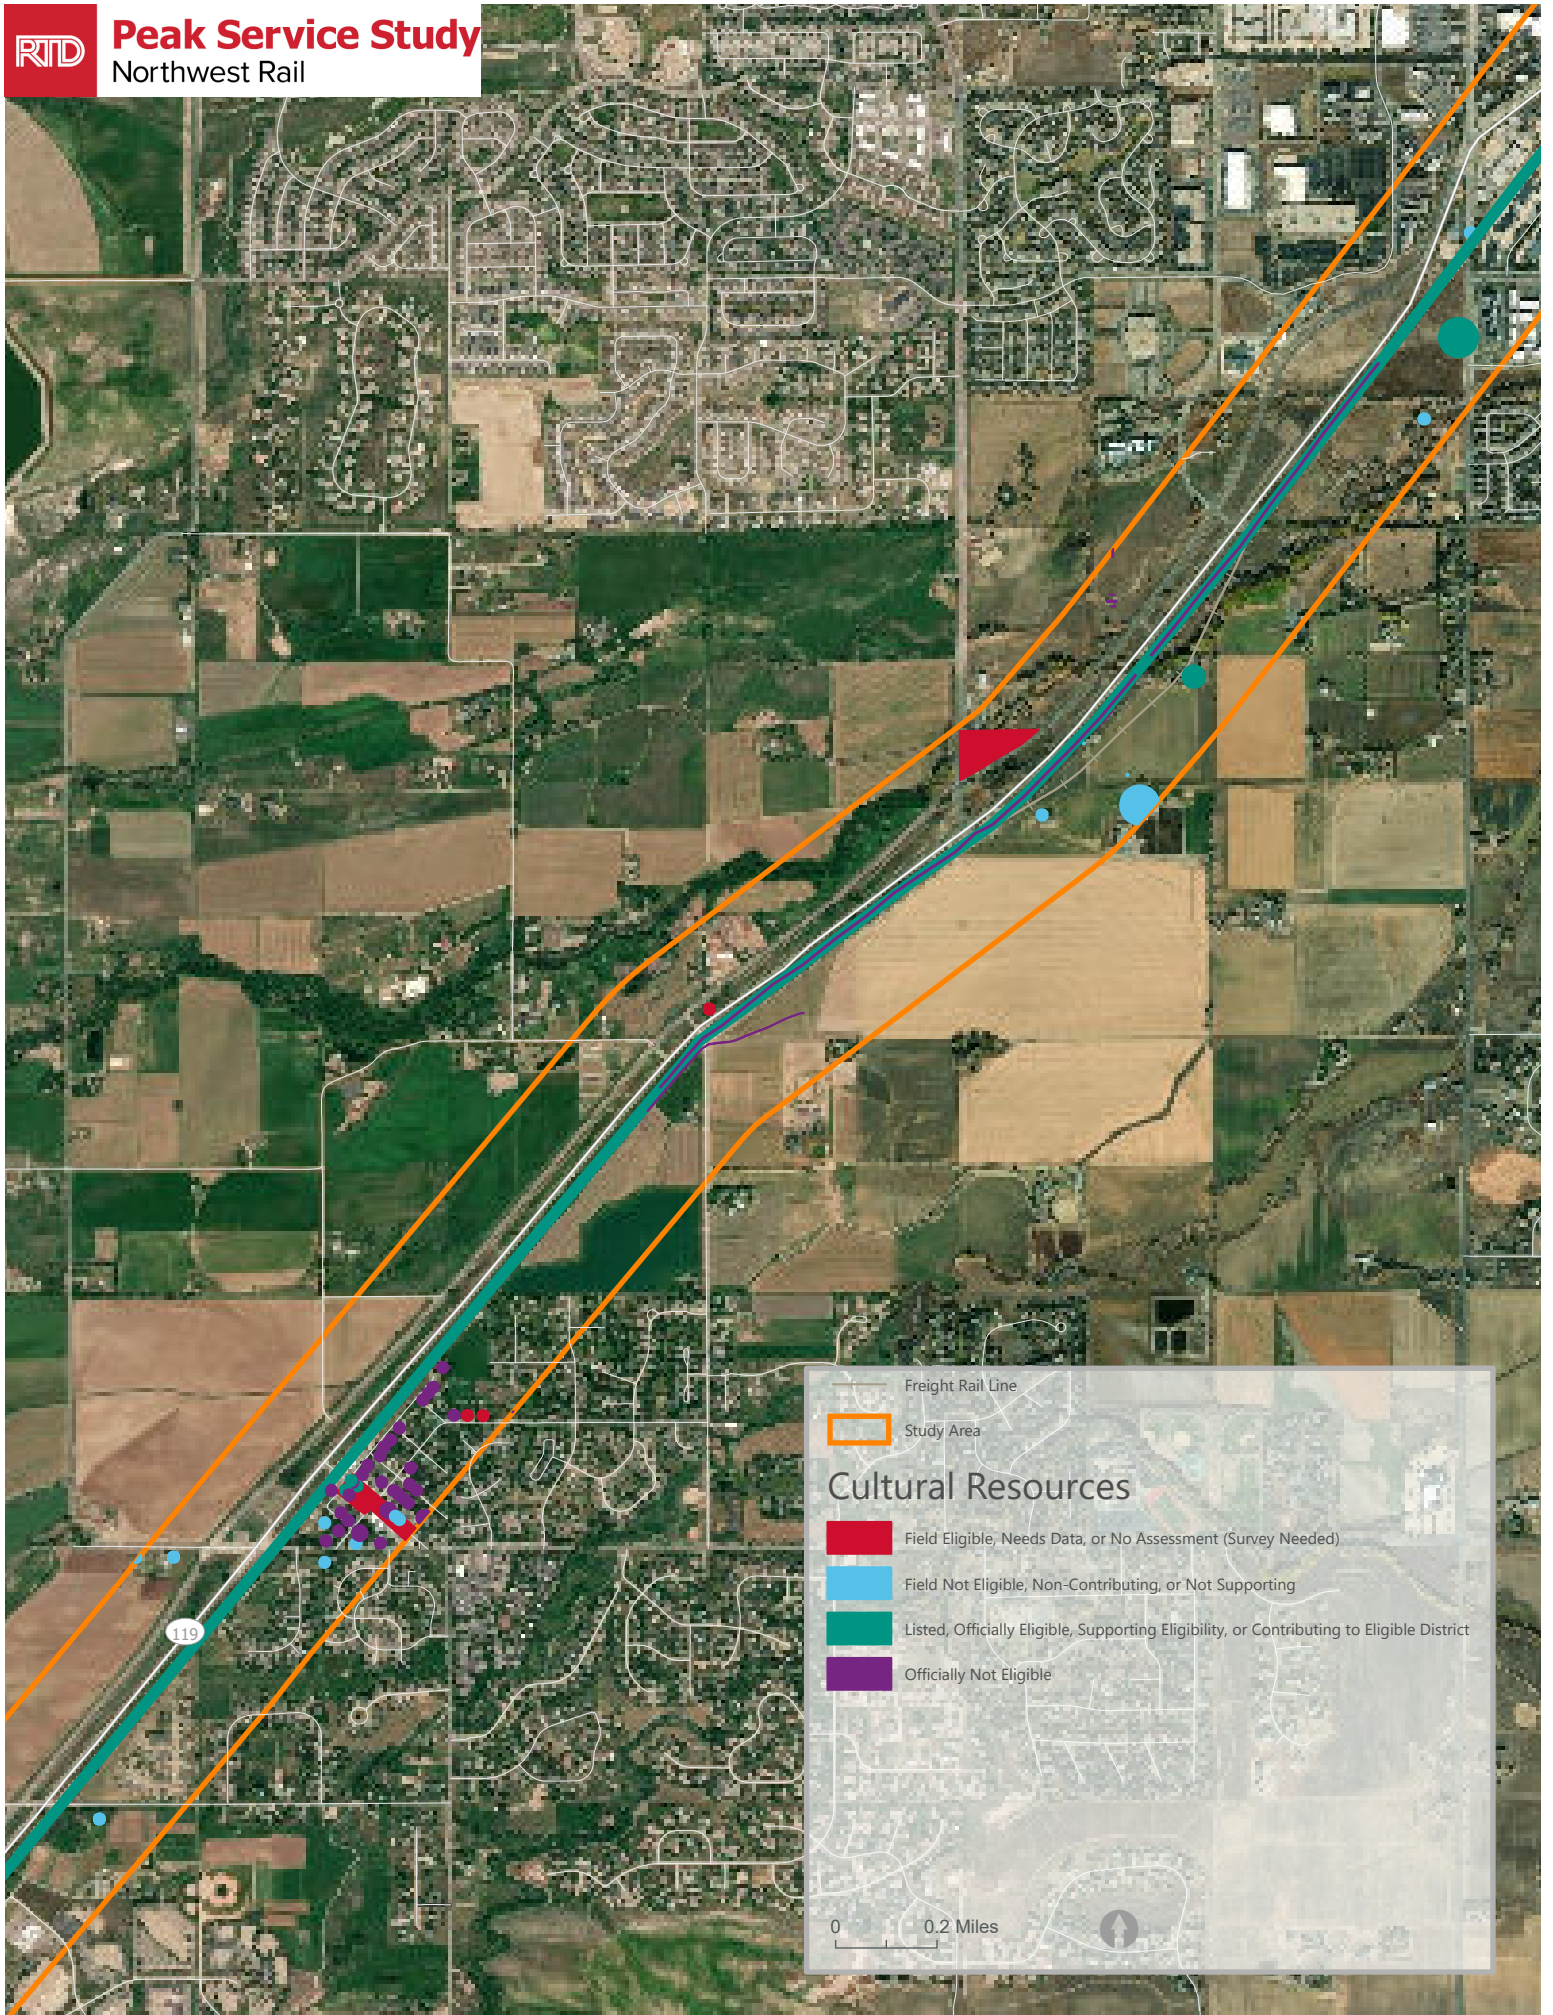 RTD
Peak Service Study
Northwest Rail
119
Freight Rail Line
Study Area
Cultural Resources
Field Eligible, Needs Data, or No Assessment (Survey Needed)
Field Not Eligible, Non-Contributing, or Not Supporting
Listed, Officially Eligible, Supporting Eligibility, or Contributing to Eligible District
Officially Not Eligible
0 0.2 Miles